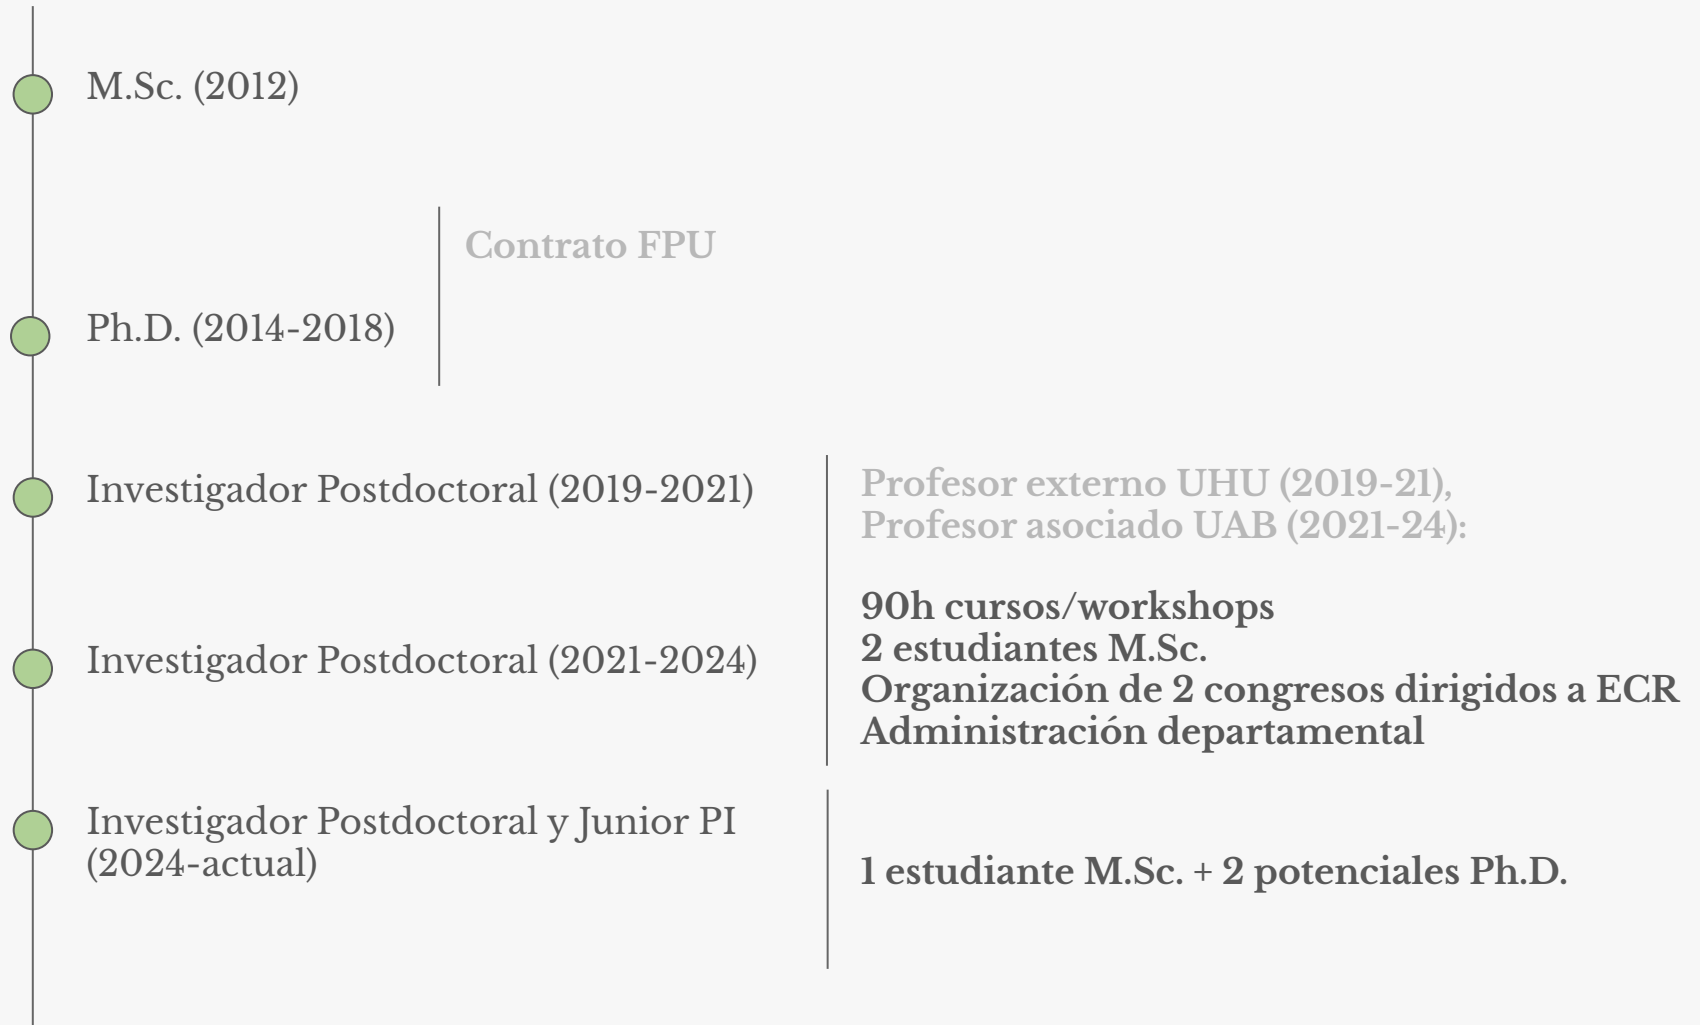 M.Sc. (2012)
Contrato FPU
Ph.D. (2014-2018)
Investigador Postdoctoral (2019-2021)
Profesor externo UHU (2019-21),
Profesor asociado UAB (2021-24):
90h cursos/workshops
2 estudiantes M.Sc.
Organización de 2 congresos dirigidos a ECR
Administración departamental
Investigador Postdoctoral (2021-2024)
Investigador Postdoctoral y Junior PI
(2024-actual)
1 estudiante M.Sc. + 2 potenciales Ph.D.